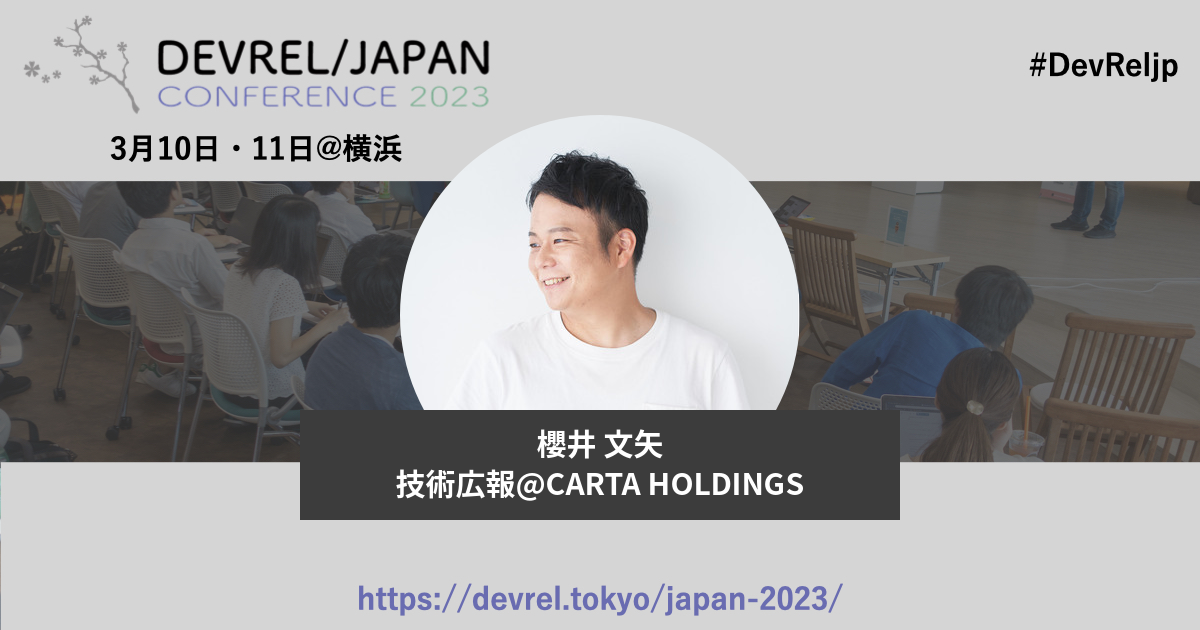 DEVREL/JAPAN
CONFERENCE 2023
#DevReljp
3月10日・11日@横浜
櫻井 文矢
技術広報@CARTA HOLDINGS
https://devrel.tokyo/japan-2023/